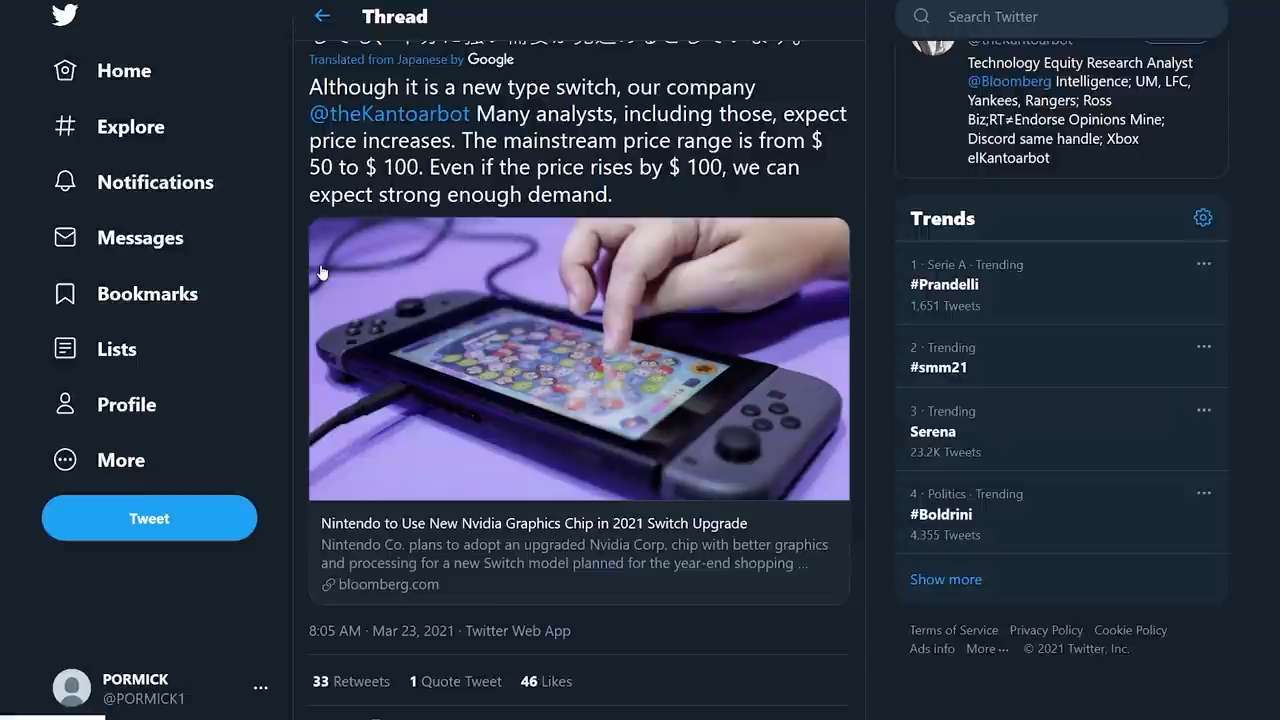 Thread
Search Twitter
Home
Explore
Notifications
Messages
Bookmarks
Lists
Profile
More
Tweet
PORMICK
@PORMICK1
Translated from Japanese by Google
Although it is a new type switch, our company
@theKantoarbot Many analysts, including those, expect
price increases. The mainstream price range is from $
50 to $ 100. Even if the price rises by $ 100, we can
expect strong enough demand.
Nintendo to Use New Nvidia Graphics Chip in 2021 Switch Upgrade
Nintendo Co. plans to adopt an upgraded Nvidia Corp. chip with better graphics
and processing for a new Switch model planned for the year-end shopping ...
bloomberg.com
8:05 AM · Mar 23, 2021 · Twitter Web App
33 Retweets 1 Quote Tweet 46 Likes
@theKantoarbot
Technology Equity Research Analyst
@Bloomberg Intelligence; UM, LFC,
Yankees, Rangers; Ross
Biz;RT≠Endorse Opinions Mine;
Discord same handle; Xbox
elKantoarbot
Trends
1 · Serie A · Trending
#Prandelli
1,651 Tweets
2 · Trending
#smm21
3 · Trending
Serena
23.2K Tweets
4 · Politics · Trending
#Boldrini
4,355 Tweets
Show more
Terms of Service Privacy Policy Cookie Policy
Ads info More ··· © 2021 Twitter, Inc.